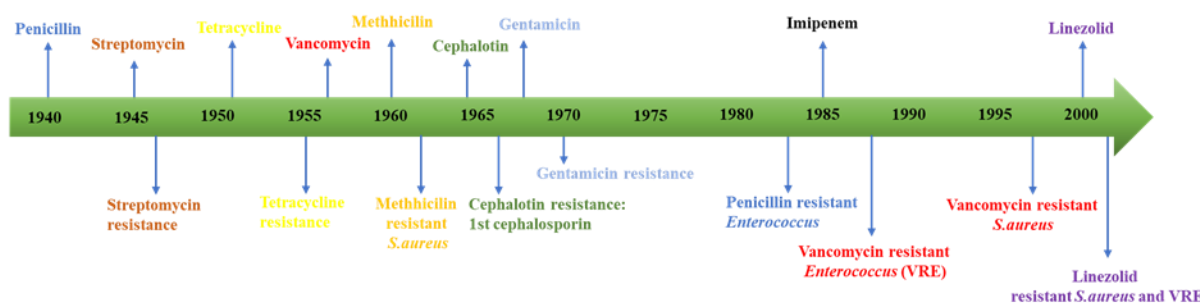 Penicillin
Streptomycin
Tetracycline
Vancomycin
Methhicilin
Cephalotin
Gentamicin
Imipenem
Linezolid
1940 1945 1950 1955 1960 1965 1970 1975 1980 1985 1990 1995 2000
Streptomycin
resistance
Tetracycline
resistance
Methhicilin
resistant
S.aureus
Cephalotin resistance:
1st cephalosporin
Gentamicin resistance
Penicillin resistant
Enterococcus
Vancomycin resistant
Enterococcus (VRE)
Vancomycin resistant
S.aureus
Linezolid
resistant S.aureus and VRE